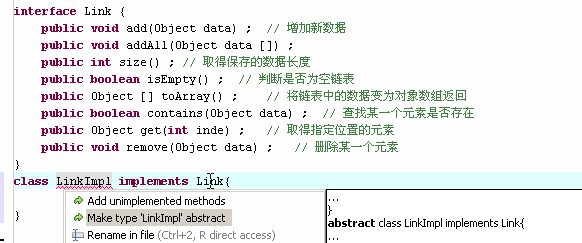 interface Link {
public void add(Object data) ; // 增加新数据
public void addAll(Object data []) ;
public int size() ; // 取得保存的数据长度
public boolean isEmpty() ; // 判断是否为空链表
public Object [] toArray() ; // 将链表中的数据变为对象数组返回
public boolean contains(Object data) ; // 查找某一个元素是否存在
public Object get(int inde) ; // 取得指定位置的元素
public void remove(Object data) ; // 删除某一个元素
}
class LinkImpl implements Link{
}
Add unimplemented methods
Make type 'LinkImpl' abstract
Rename in file (Ctrl+2, R direct access)
...
}
abstract class LinkImpl implements Link{
...